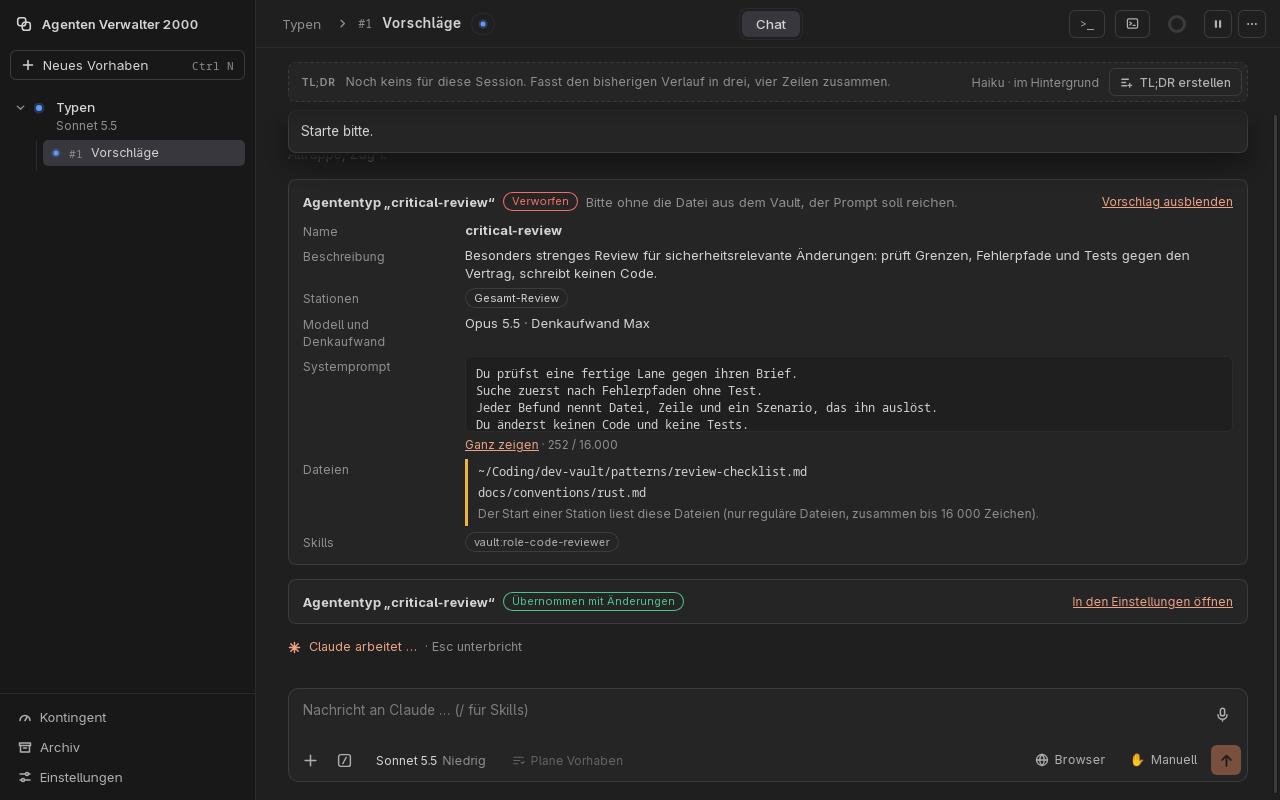 Agenten Verwalter 2000
Neues Vorhaben Ctrl N
Typen
Sonnet 5.5
#1 Vorschläge
Kontingent
Archiv
Einstellungen
Typen > #1 Vorschläge
Chat
>_
TL;DR Noch keins für diese Session. Fasst den bisherigen Verlauf in drei, vier Zeilen zusammen. Haiku · im Hintergrund TL;DR erstellen
Starte bitte.
Agententyp „critical-review“ Verworfen Bitte ohne die Datei aus dem Vault, der Prompt soll reichen. Vorschlag ausblenden
Name critical-review
Beschreibung Besonders strenges Review für sicherheitsrelevante Änderungen: prüft Grenzen, Fehlerpfade und Tests gegen den
Vertrag, schreibt keinen Code.
Stationen Gesamt-Review
Modell und Denkaufwand Opus 5.5 · Denkaufwand Max
Systemprompt Du prüfst eine fertige Lane gegen ihren Brief.
Suche zuerst nach Fehlerpfaden ohne Test.
Jeder Befund nennt Datei, Zeile und ein Szenario, das ihn auslöst.
Du änderst keinen Code und keine Tests.
Ganz zeigen · 252 / 16.000
Dateien ~/Coding/dev-vault/patterns/review-checklist.md
docs/conventions/rust.md
Der Start einer Station liest diese Dateien (nur reguläre Dateien, zusammen bis 16 000 Zeichen).
Skills vault:role-code-reviewer
Agententyp „critical-review“ Übernommen mit Änderungen In den Einstellungen öffnen
Claude arbeitet … · Esc unterbricht
Nachricht an Claude … (/ für Skills)
Sonnet 5.5 Niedrig Plane Vorhaben Browser Manuell